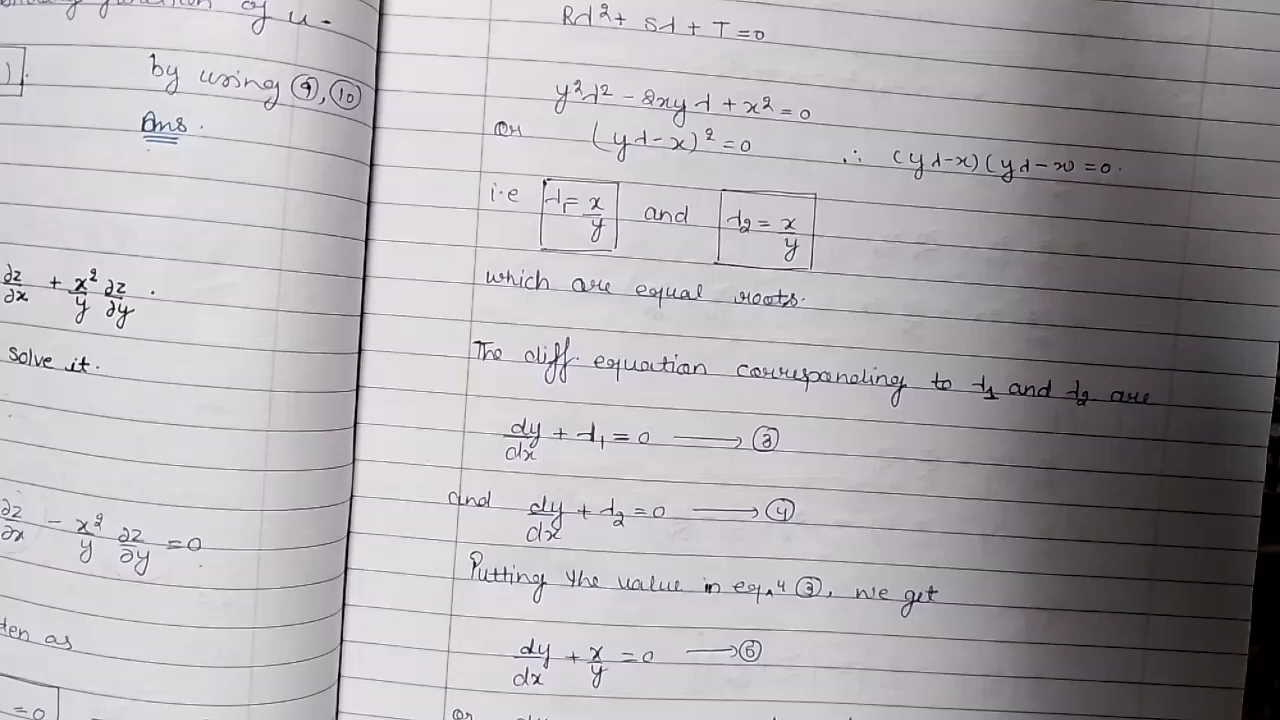 function of u.
).
by using ⑨, ⑩
Ans.
∂z/∂x + x²/y ∂z/∂y .
solve it.
∂z/∂x - x²/y ∂z/∂y = 0
as
= 0
Rλ² + Sλ + T = 0
y²λ² - 2xyλ + x² = 0
or (yλ - x)² = 0 ∴ (yλ - x)(yλ - x) = 0.
i.e λ₁ = x/y and λ₂ = x/y
which are equal roots.
The diff. equation corresponding to λ₁ and λ₂ are
dy/dx + λ₁ = 0 ⟶ ③
and dy/dx + λ₂ = 0 ⟶ ④
Putting the value in eqⁿ ③, we get
dy/dx + x/y = 0 ⟶ ⑤
or